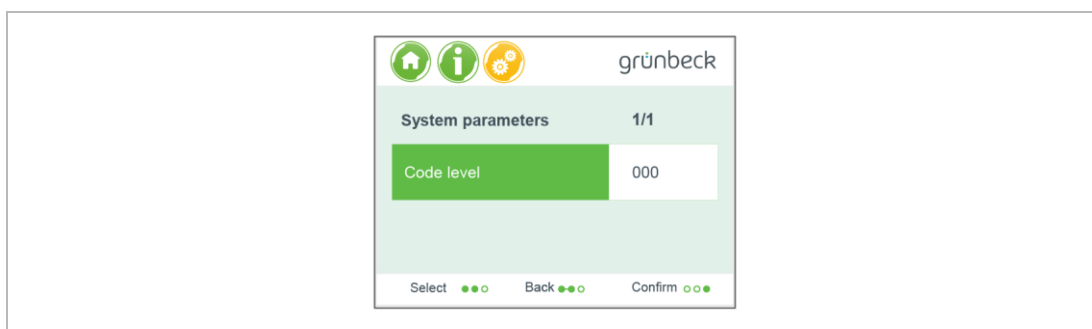 grünbeck
System parameters 1/1
Code level 000
Select Back Confirm